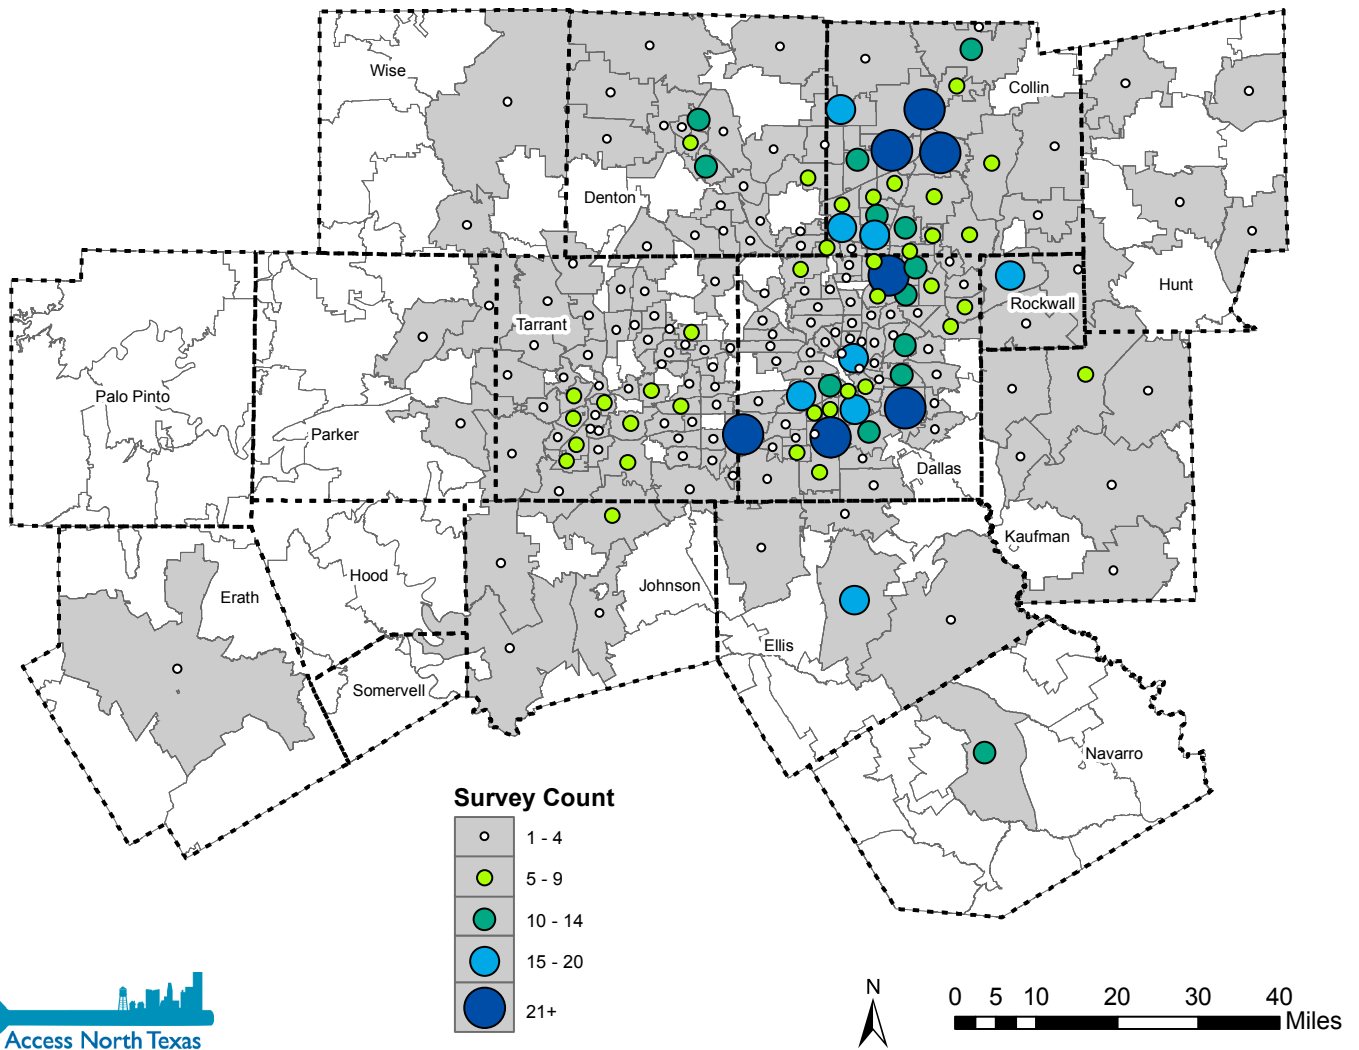 Wise
Collin
Denton
Hunt
Rockwall
Tarrant
Palo Pinto
Parker
Dallas
Kaufman
Hood
Erath
Johnson
Ellis
Somervell
Navarro
Survey Count
1 - 4
5 - 9
10 - 14
15 - 20
21+
N
0 5 10 20 30 40
Miles
Access North Texas